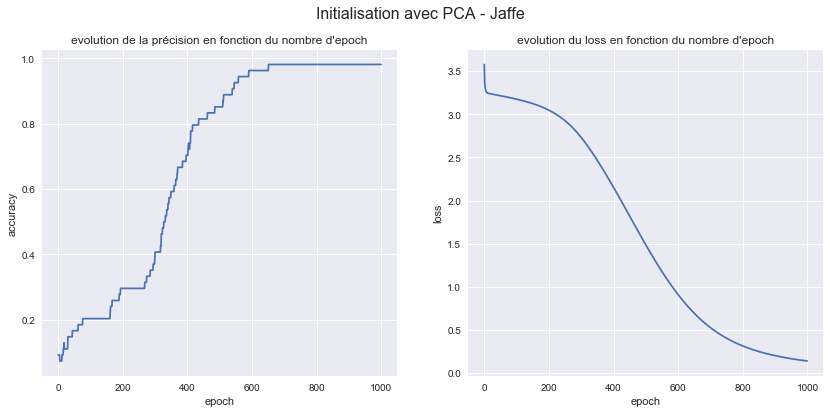 Initialisation avec PCA - Jaffe
evolution de la précision en fonction du nombre d'epoch
1.0
0.8
0.6
0.4
0.2
accuracy
0 200 400 600 800 1000
epoch
evolution du loss en fonction du nombre d'epoch
3.5
3.0
2.5
2.0
1.5
1.0
0.5
0.0
loss
0 200 400 600 800 1000
epoch